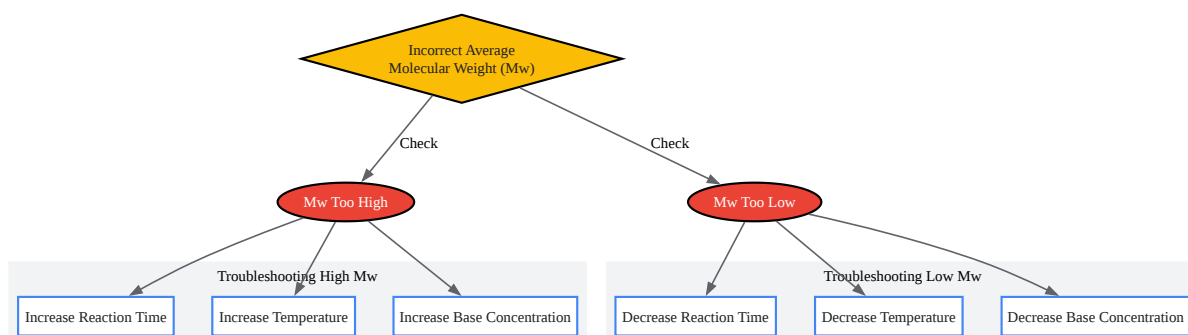 Incorrect Average
Molecular Weight (Mw)
Check
Check
Mw Too High
Mw Too Low
Troubleshooting High Mw
Troubleshooting Low Mw
Increase Reaction Time
Increase Temperature
Increase Base Concentration
Decrease Reaction Time
Decrease Temperature
Decrease Base Concentration